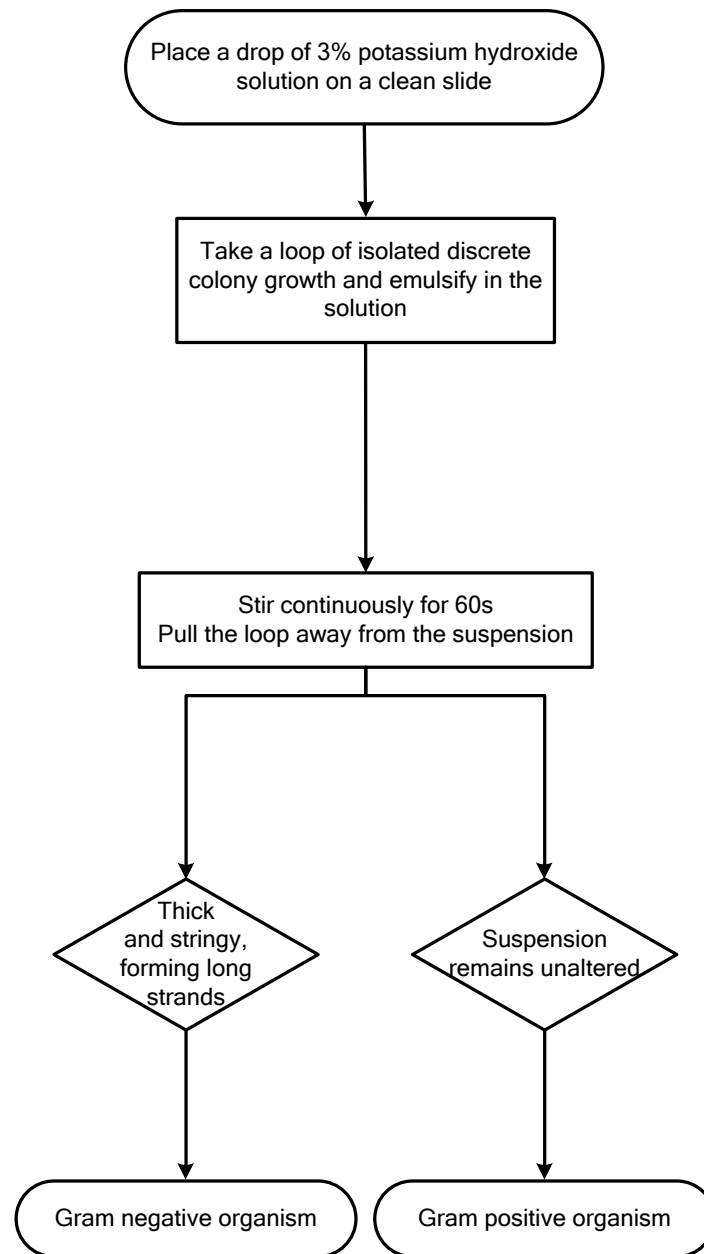 Place a drop of 3% potassium hydroxide
solution on a clean slide
Take a loop of isolated discrete
colony growth and emulsify in the
solution
Stir continuously for 60s
Pull the loop away from the suspension
Thick
and stringy,
forming long
strands
Suspension
remains unaltered
Gram negative organism
Gram positive organism